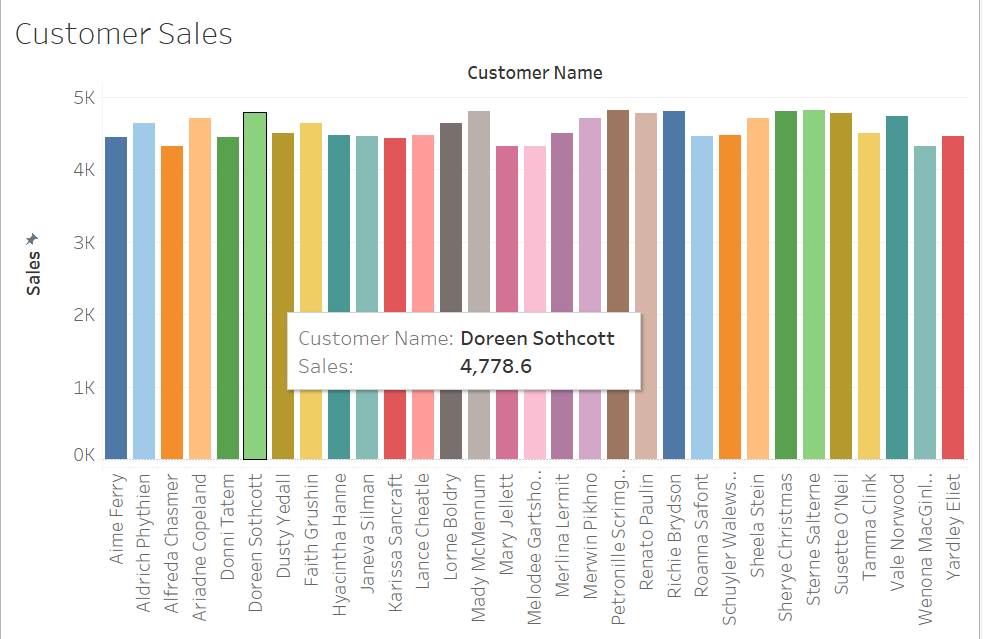 Customer Sales
Customer Name
5K
4K
3K
2K
1K
0K
Sales
Customer Name: Doreen Sothcott
Sales: 4,778.6
Aime Ferry
Aldrich Phythien
Alfreda Chasmer
Ariadne Copeland
Donni Tatem
Doreen Sothcott
Dusty Yedall
Faith Grushin
Hyacintha Hanne
Janeva Silman
Karissa Sancraft
Lance Cheatle
Lorne Boldry
Mady McMennum
Mary Jellett
Melodee Gartsho..
Merlina Lermit
Merwin Pikhno
Petronille Scrimg..
Renato Paulin
Richie Brydson
Roanna Safont
Schuyler Walews..
Sheela Stein
Sherye Christmas
Sterne Salterne
Susette O'Neil
Tamma Clink
Vale Norwood
Wenona MacGinl..
Yardley Eliet